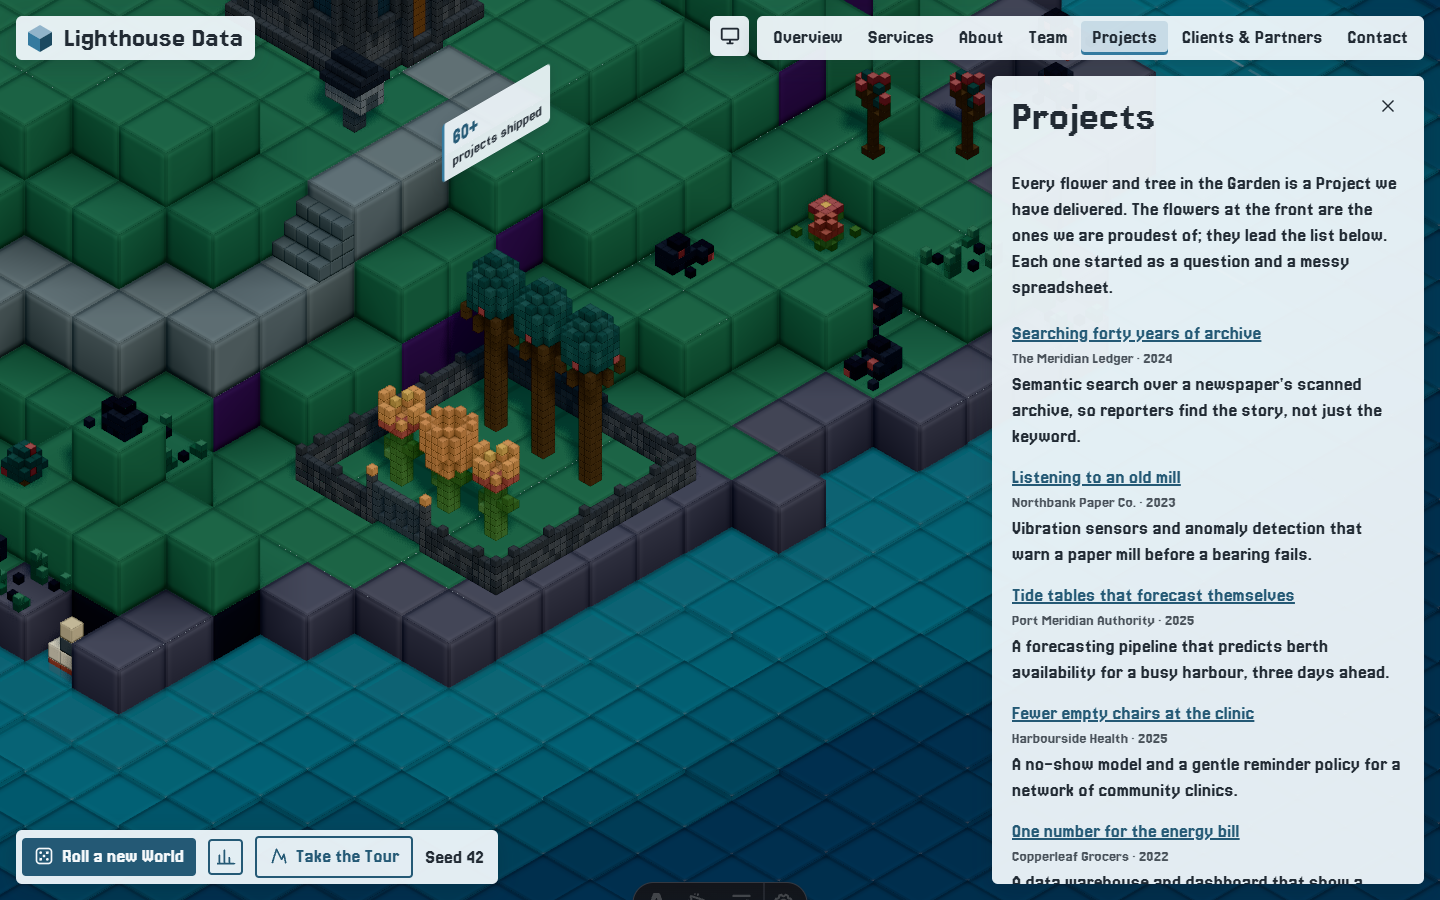 Lighthouse Data
Overview Services About Team Projects Clients & Partners Contact
60+
projects shipped
Projects
Every flower and tree in the Garden is a Project we
have delivered. The flowers at the front are the
ones we are proudest of; they lead the list below.
Each one started as a question and a messy
spreadsheet.
Searching forty years of archive
The Meridian Ledger · 2024
Semantic search over a newspaper's scanned
archive, so reporters find the story, not just the
keyword.
Listening to an old mill
Northbank Paper Co. · 2023
Vibration sensors and anomaly detection that
warn a paper mill before a bearing fails.
Tide tables that forecast themselves
Port Meridian Authority · 2025
A forecasting pipeline that predicts berth
availability for a busy harbour, three days ahead.
Fewer empty chairs at the clinic
Harbourside Health · 2025
A no-show model and a gentle reminder policy for a
network of community clinics.
One number for the energy bill
Copperleaf Grocers · 2022
A data warehouse and dashboard that show a
Roll a new World
Take the Tour
Seed 42